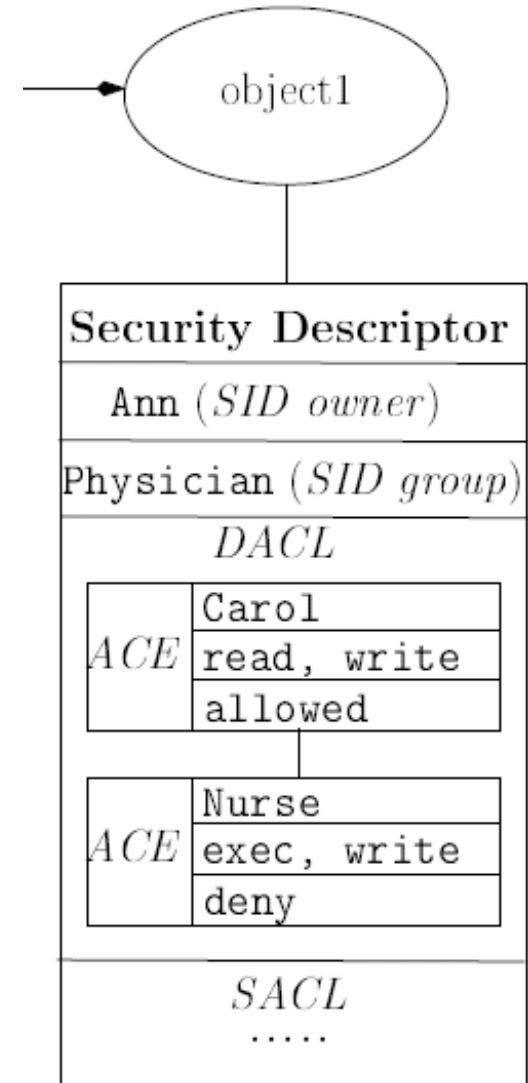 object1
Security Descriptor
Ann (SID owner)
Physician (SID group)
DACL
Carol
ACE read, write
allowed
Nurse
ACE exec, write
deny
SACL
.....